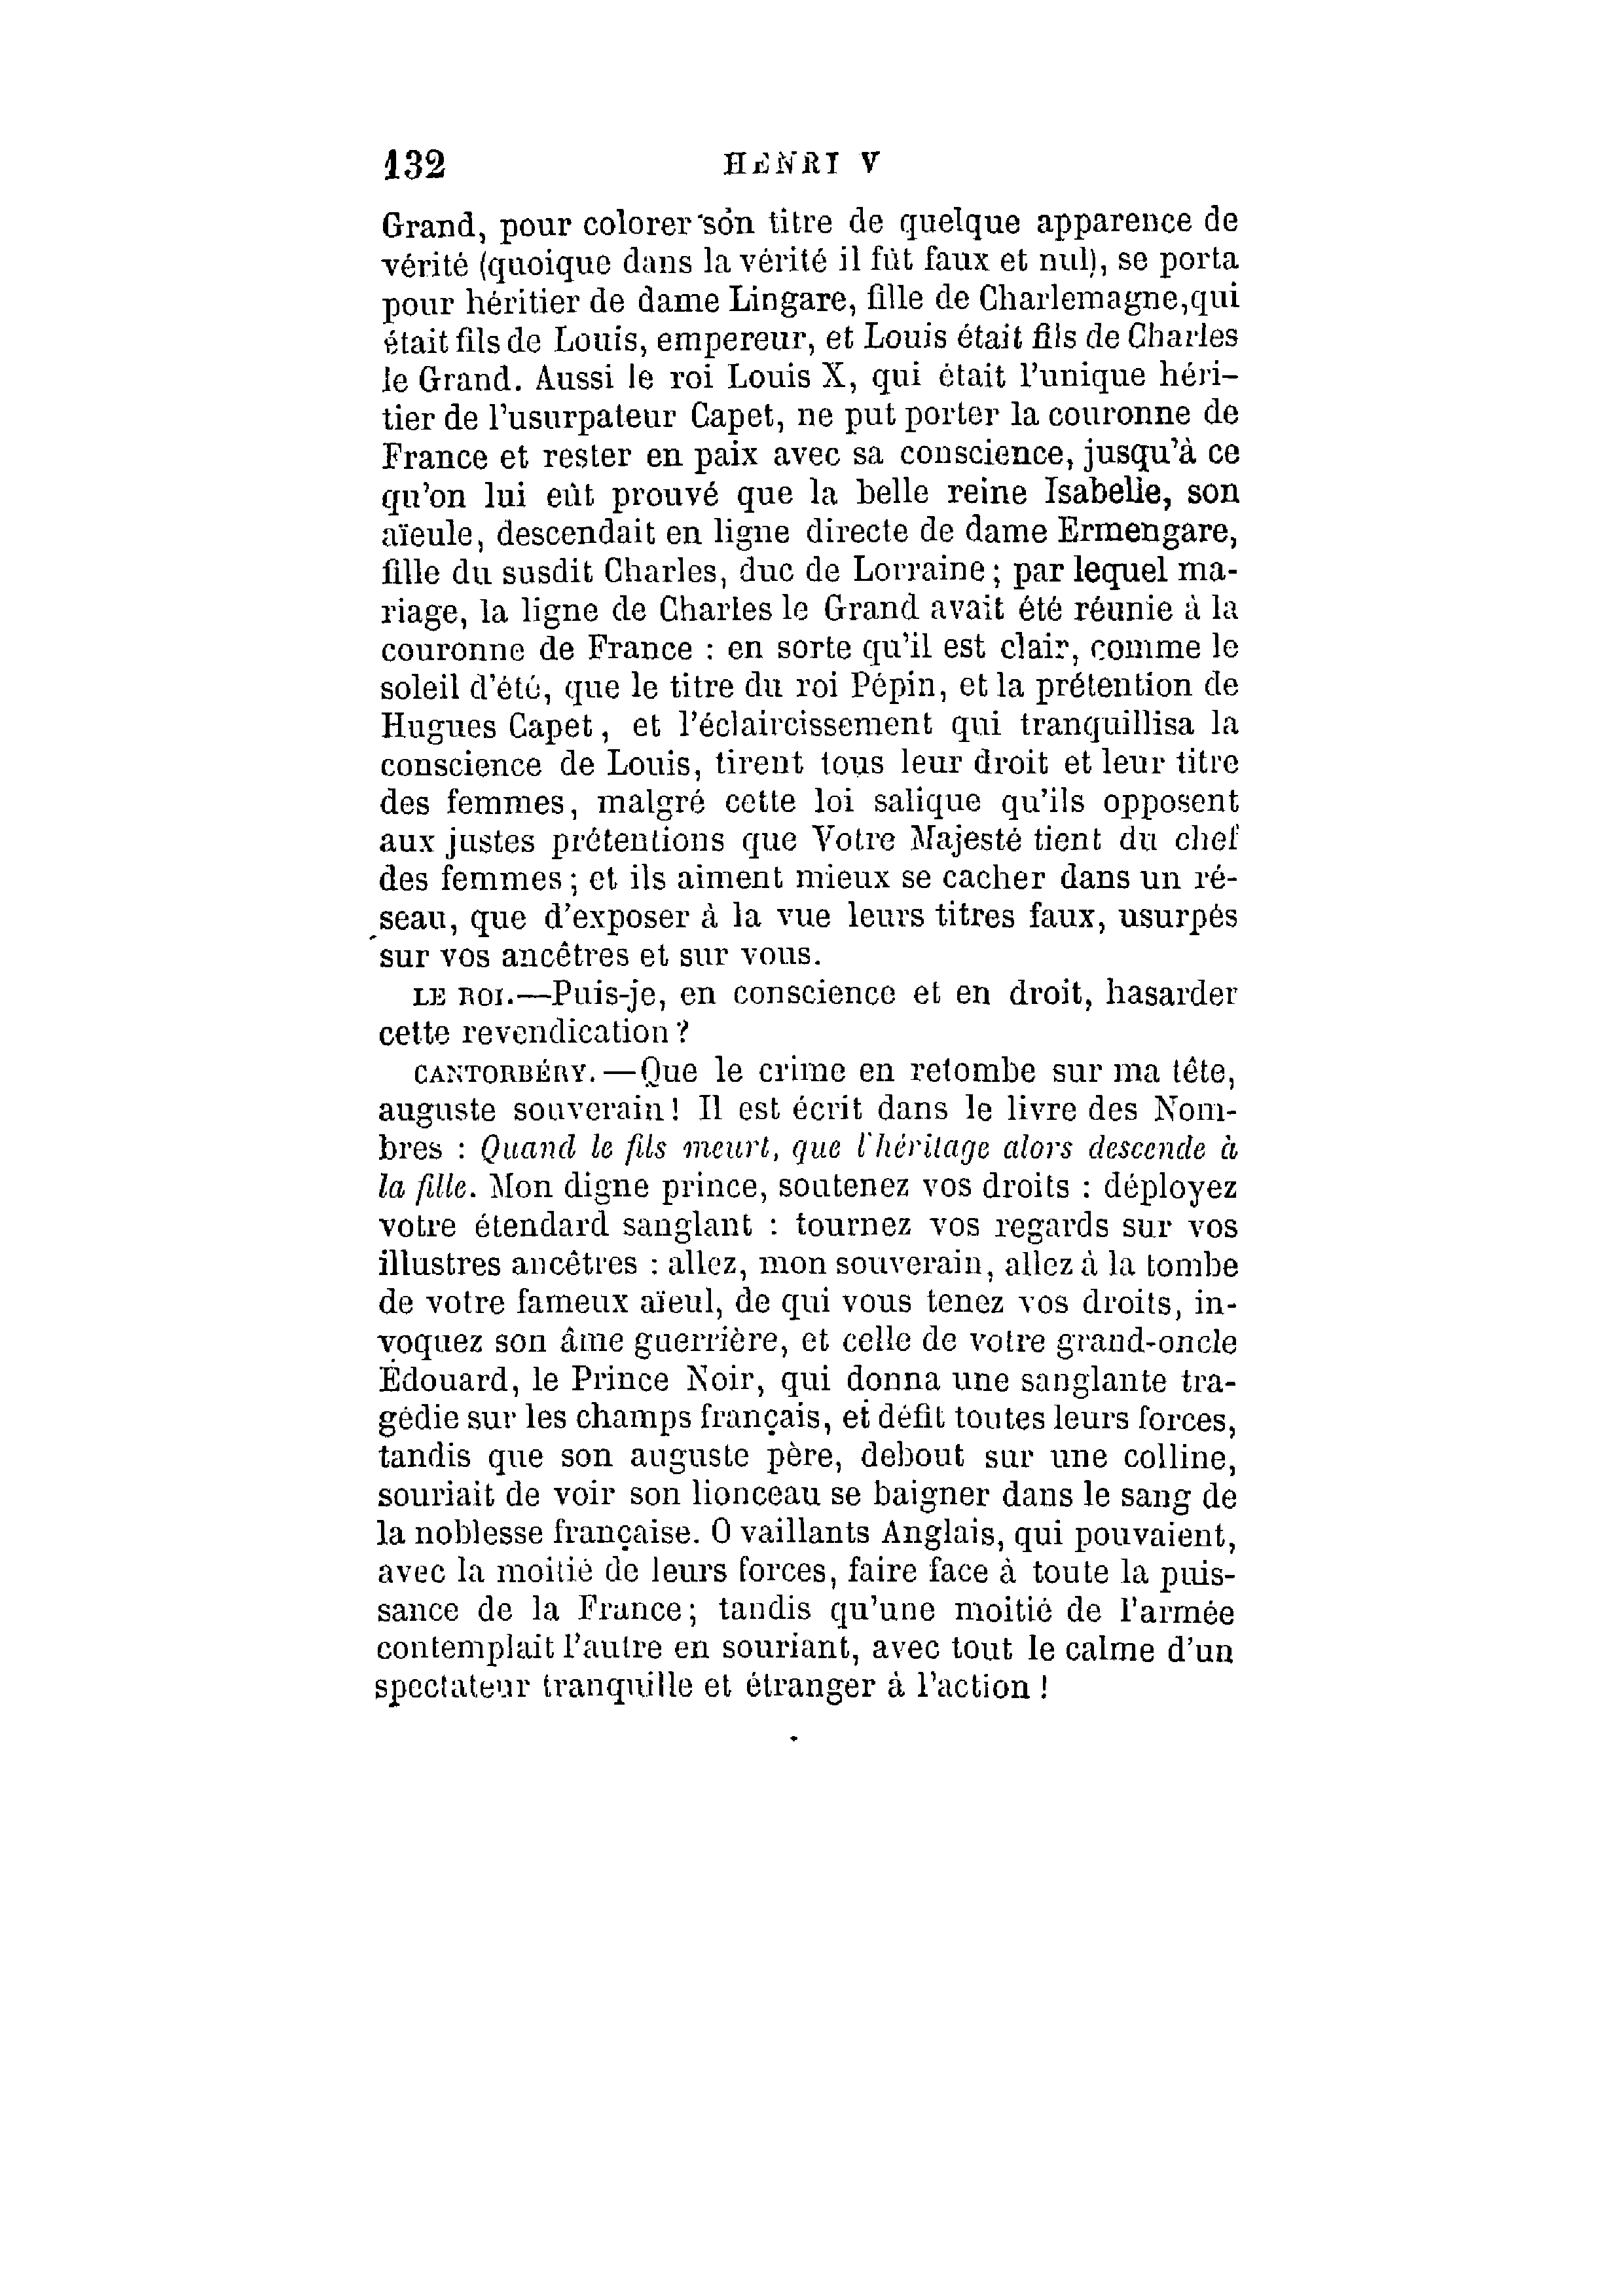 132 HENRI V
Grand, pour colorer son titre de quelque apparence de
vérité (quoique dans la vérité il fût faux et nul), se porta
pour héritier de dame Lingare, fille de Charlemagne, qui
était fils de Louis, empereur, et Louis était fils de Charles
le Grand. Aussi le roi Louis X, qui était l'unique héri-
tier de l'usurpateur Capet, ne put porter la couronne de
France et rester en paix avec sa conscience, jusqu'à ce
qu'on lui eût prouvé que la belle reine Isabelle, son
aïeule, descendait en ligne directe de dame Ermengare,
fille du susdit Charles, duc de Lorraine; par lequel ma-
riage, la ligne de Charles le Grand avait été réunie à la
couronne de France : en sorte qu'il est clair, comme le
soleil d'été, que le titre du roi Pépin, et la prétention de
Hugues Capet, et l'éclaircissement qui tranquillisa la
conscience de Louis, tirent tous leur droit et leur titre
des femmes, malgré cette loi salique qu'ils opposent
aux justes prétentions que Votre Majesté tient du chef
des femmes; et ils aiment mieux se cacher dans un ré-
seau, que d'exposer à la vue leurs titres faux, usurpés
sur vos ancêtres et sur vous.
LE ROI.—Puis-je, en conscience et en droit, hasarder
cette revendication?
CANTORBÉRY.—Que le crime en retombe sur ma tête,
auguste souverain! Il est écrit dans le livre des Nom-
bres : Quand le fils meurt, que l'héritage alors descende à
la fille. Mon digne prince, soutenez vos droits : déployez
votre étendard sanglant : tournez vos regards sur vos
illustres ancêtres : allez, mon souverain, allez à la tombe
de votre fameux aïeul, de qui vous tenez vos droits, in-
voquez son âme guerrière, et celle de votre grand-oncle
Édouard, le Prince Noir, qui donna une sanglante tra-
gédie sur les champs français, et défit toutes leurs forces,
tandis que son auguste père, debout sur une colline,
souriait de voir son lionceau se baigner dans le sang de
la noblesse française. O vaillants Anglais, qui pouvaient,
avec la moitié de leurs forces, faire face à toute la puis-
sance de la France; tandis qu'une moitié de l'armée
contemplait l'autre en souriant, avec tout le calme d'un
spectateur tranquille et étranger à l'action!